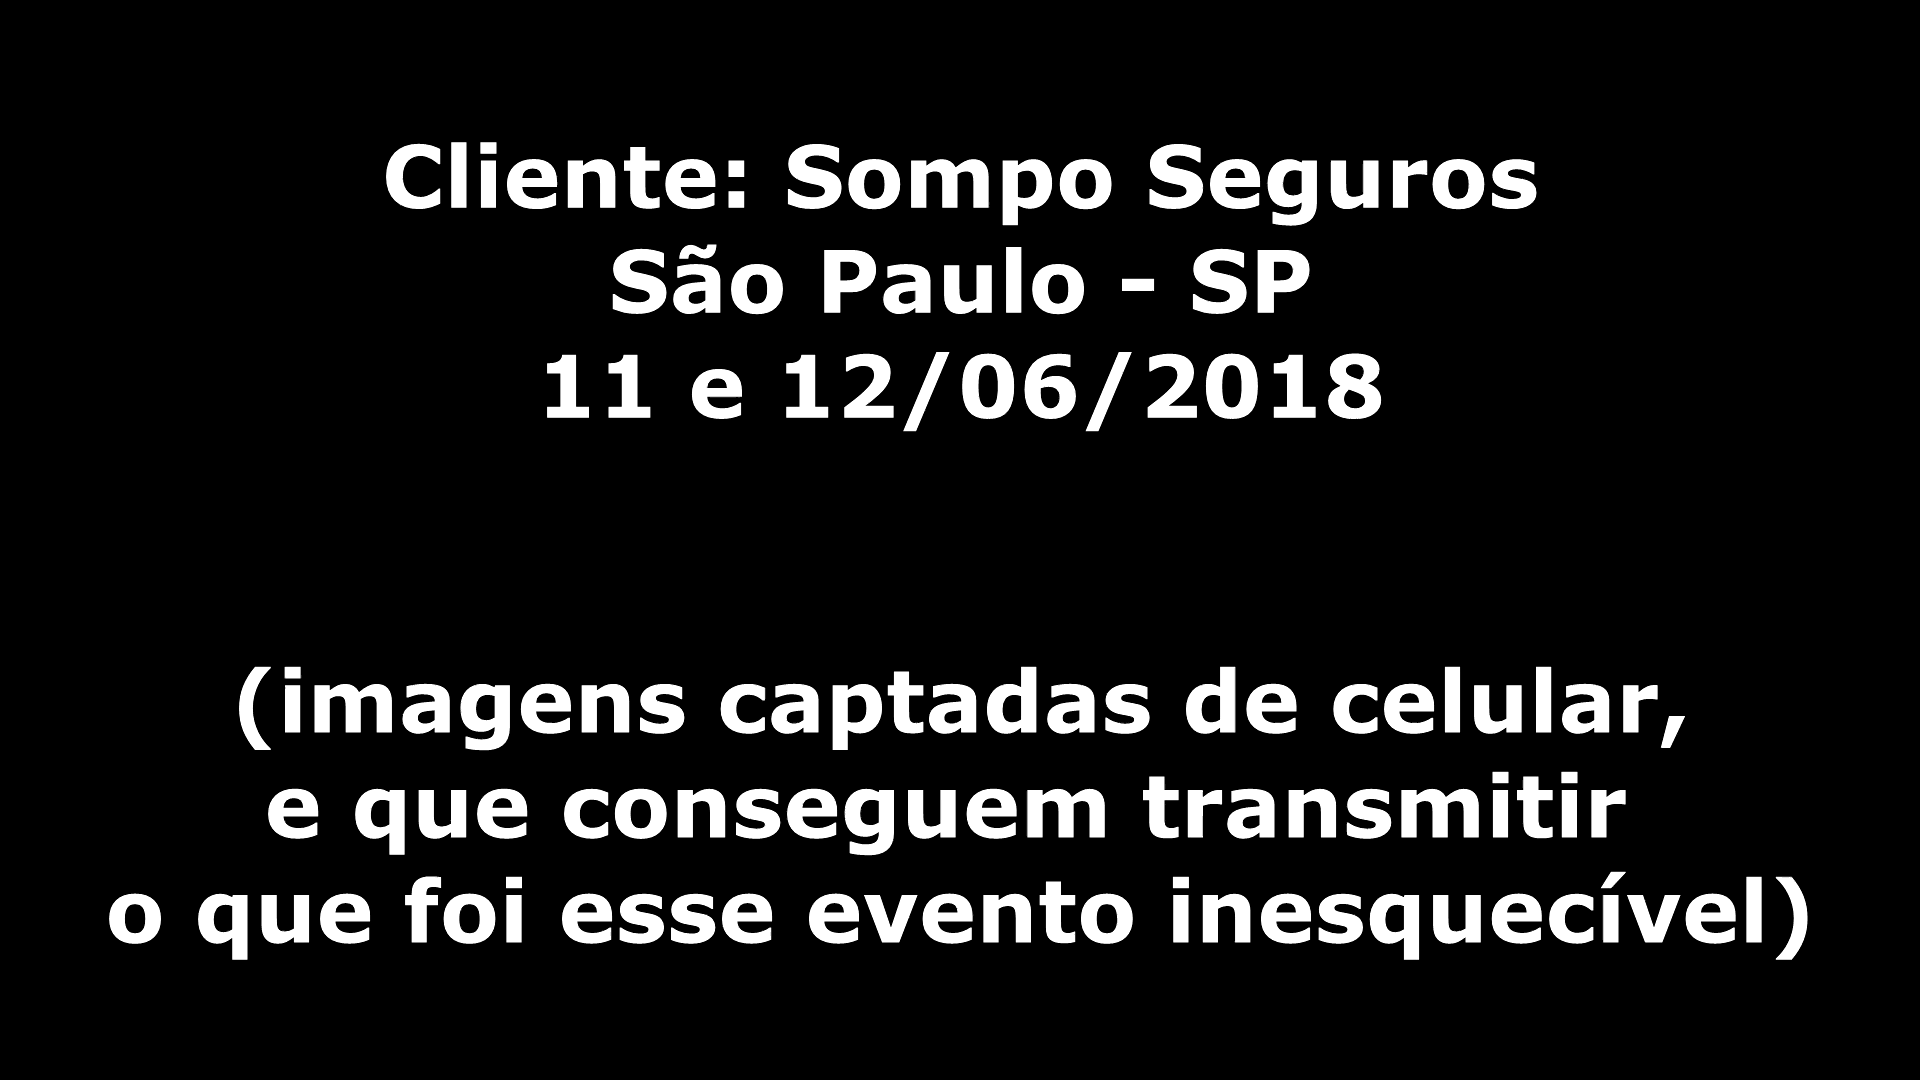 Cliente: Sompo Seguros
São Paulo - SP
11 e 12/06/2018
(imagens captadas de celular,
e que conseguem transmitir
o que foi esse evento inesquecível)